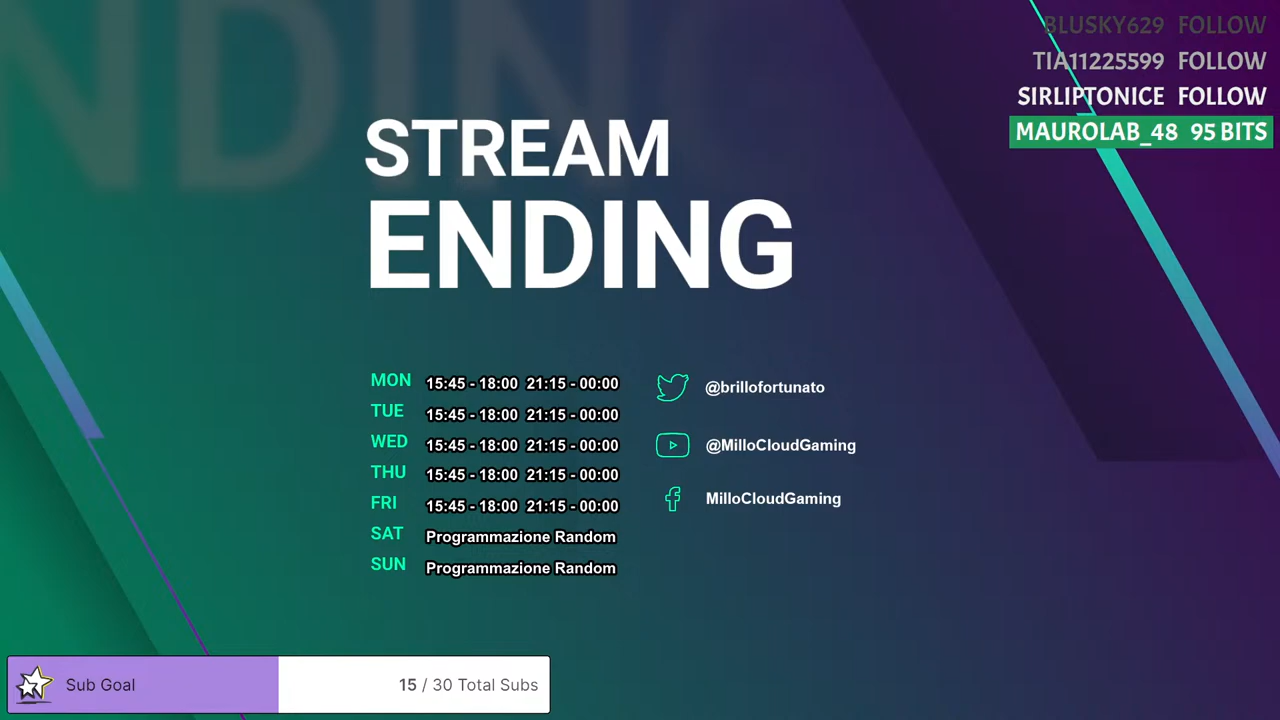 NDING
BLUSKY629 FOLLOW
TIA11225599 FOLLOW
SIRLIPTONICE FOLLOW
MAUROLAB_48 95 BITS
STREAM
ENDING
MON 15:45 - 18:00 21:15 - 00:00
TUE 15:45 - 18:00 21:15 - 00:00
WED 15:45 - 18:00 21:15 - 00:00
THU 15:45 - 18:00 21:15 - 00:00
FRI 15:45 - 18:00 21:15 - 00:00
SAT Programmazione Random
SUN Programmazione Random
@brillofortunato
@MilloCloudGaming
MilloCloudGaming
Sub Goal 15 / 30 Total Subs